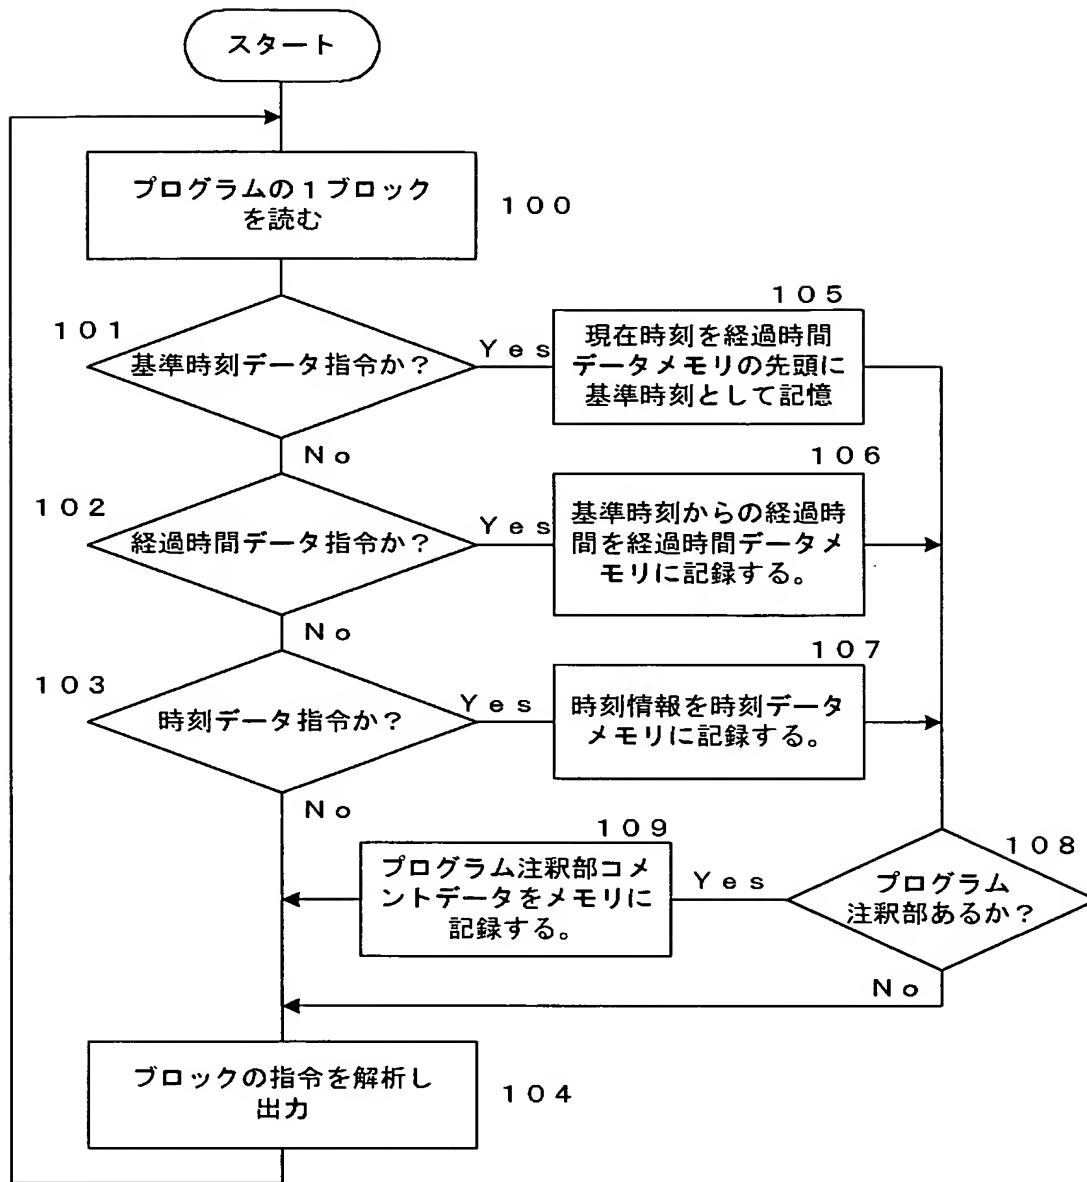 スタート
プログラムの1ブロック
を読む
100
101
基準時刻データ指令か?
Yes
105
現在時刻を経過時間
データメモリの先頭に
基準時刻として記憶
No
102
経過時間データ指令か?
Yes
106
基準時刻からの経過時
間を経過時間データメ
モリに記録する。
No
103
時刻データ指令か?
Yes
107
時刻情報を時刻データ
メモリに記録する。
No
109
プログラム注釈部コメ
ントデータをメモリに
記録する。
Yes
108
プログラム
注釈部あるか?
No
ブロックの指令を解析し
出力
104